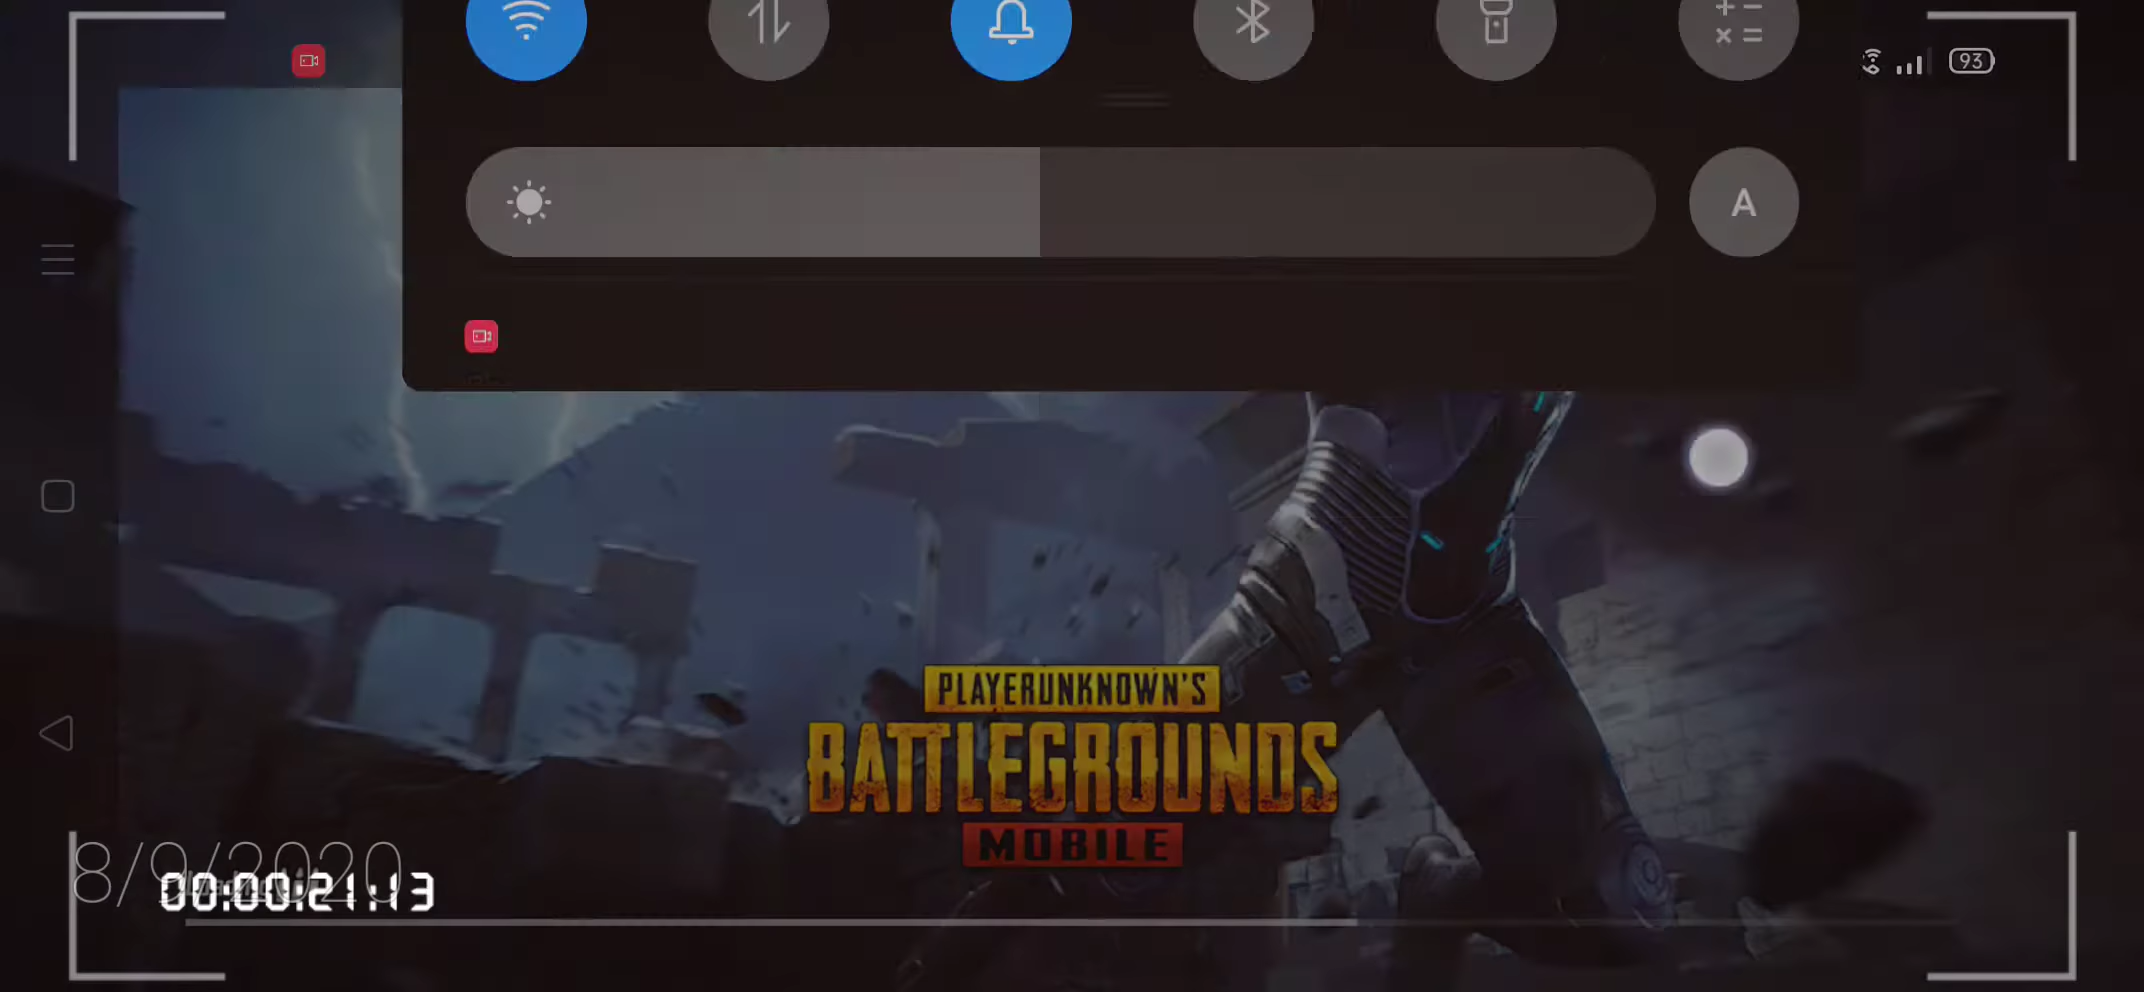 93
A
PLAYERUNKNOWN'S
BATTLEGROUNDS
MOBILE
8/9/2020
00:00:21:13